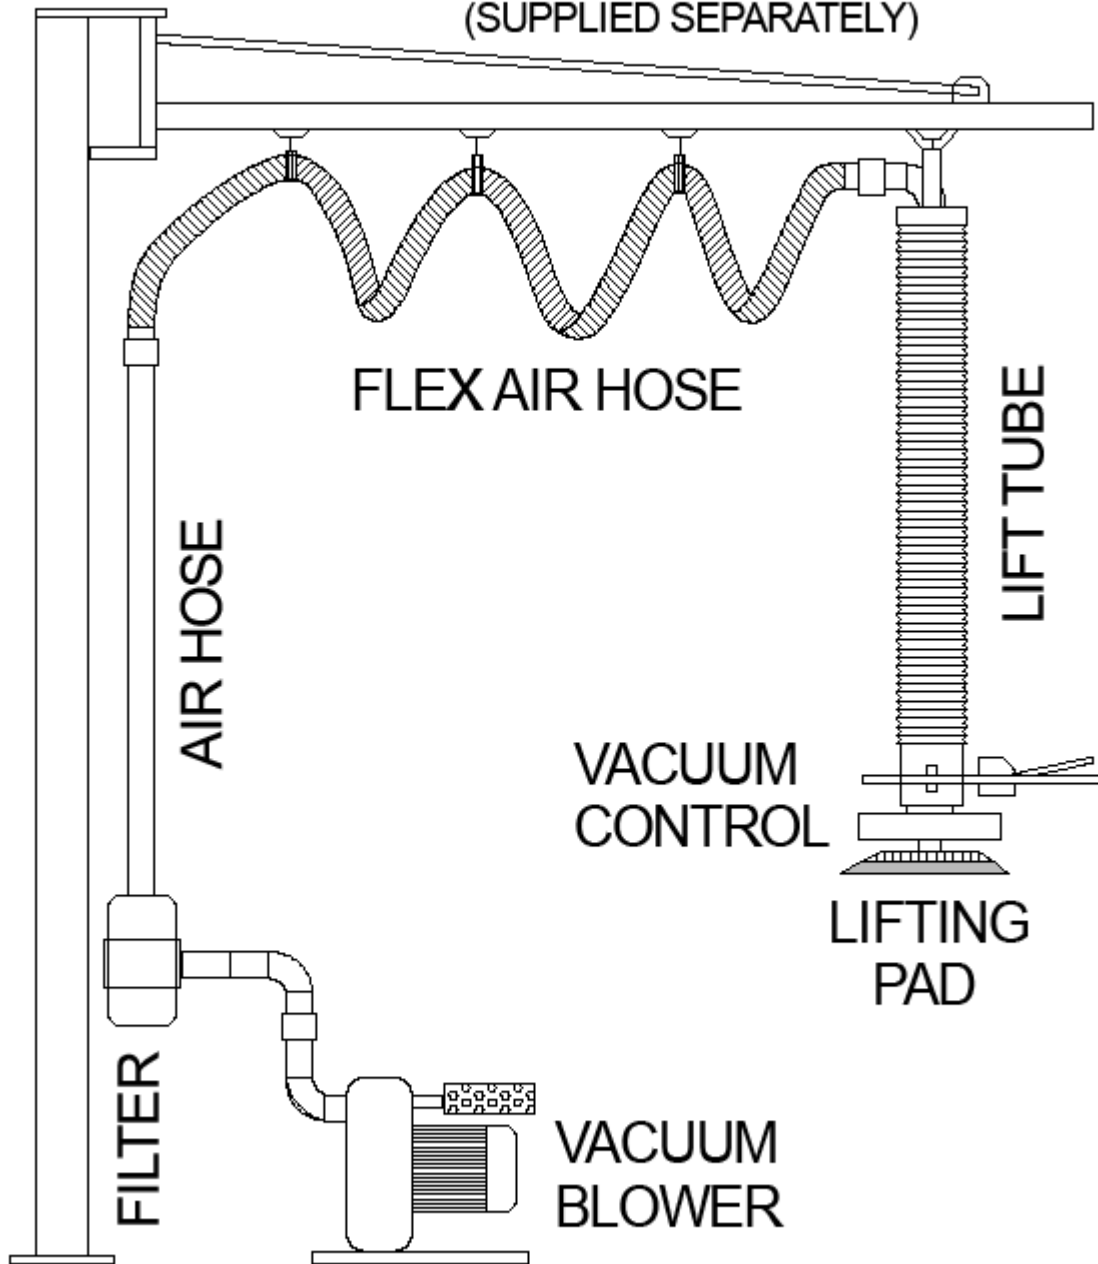 (SUPPLIED SEPARATELY)
FLEX AIR HOSE
LIFT TUBE
AIR HOSE
VACUUM
CONTROL
LIFTING
PAD
FILTER
VACUUM
BLOWER